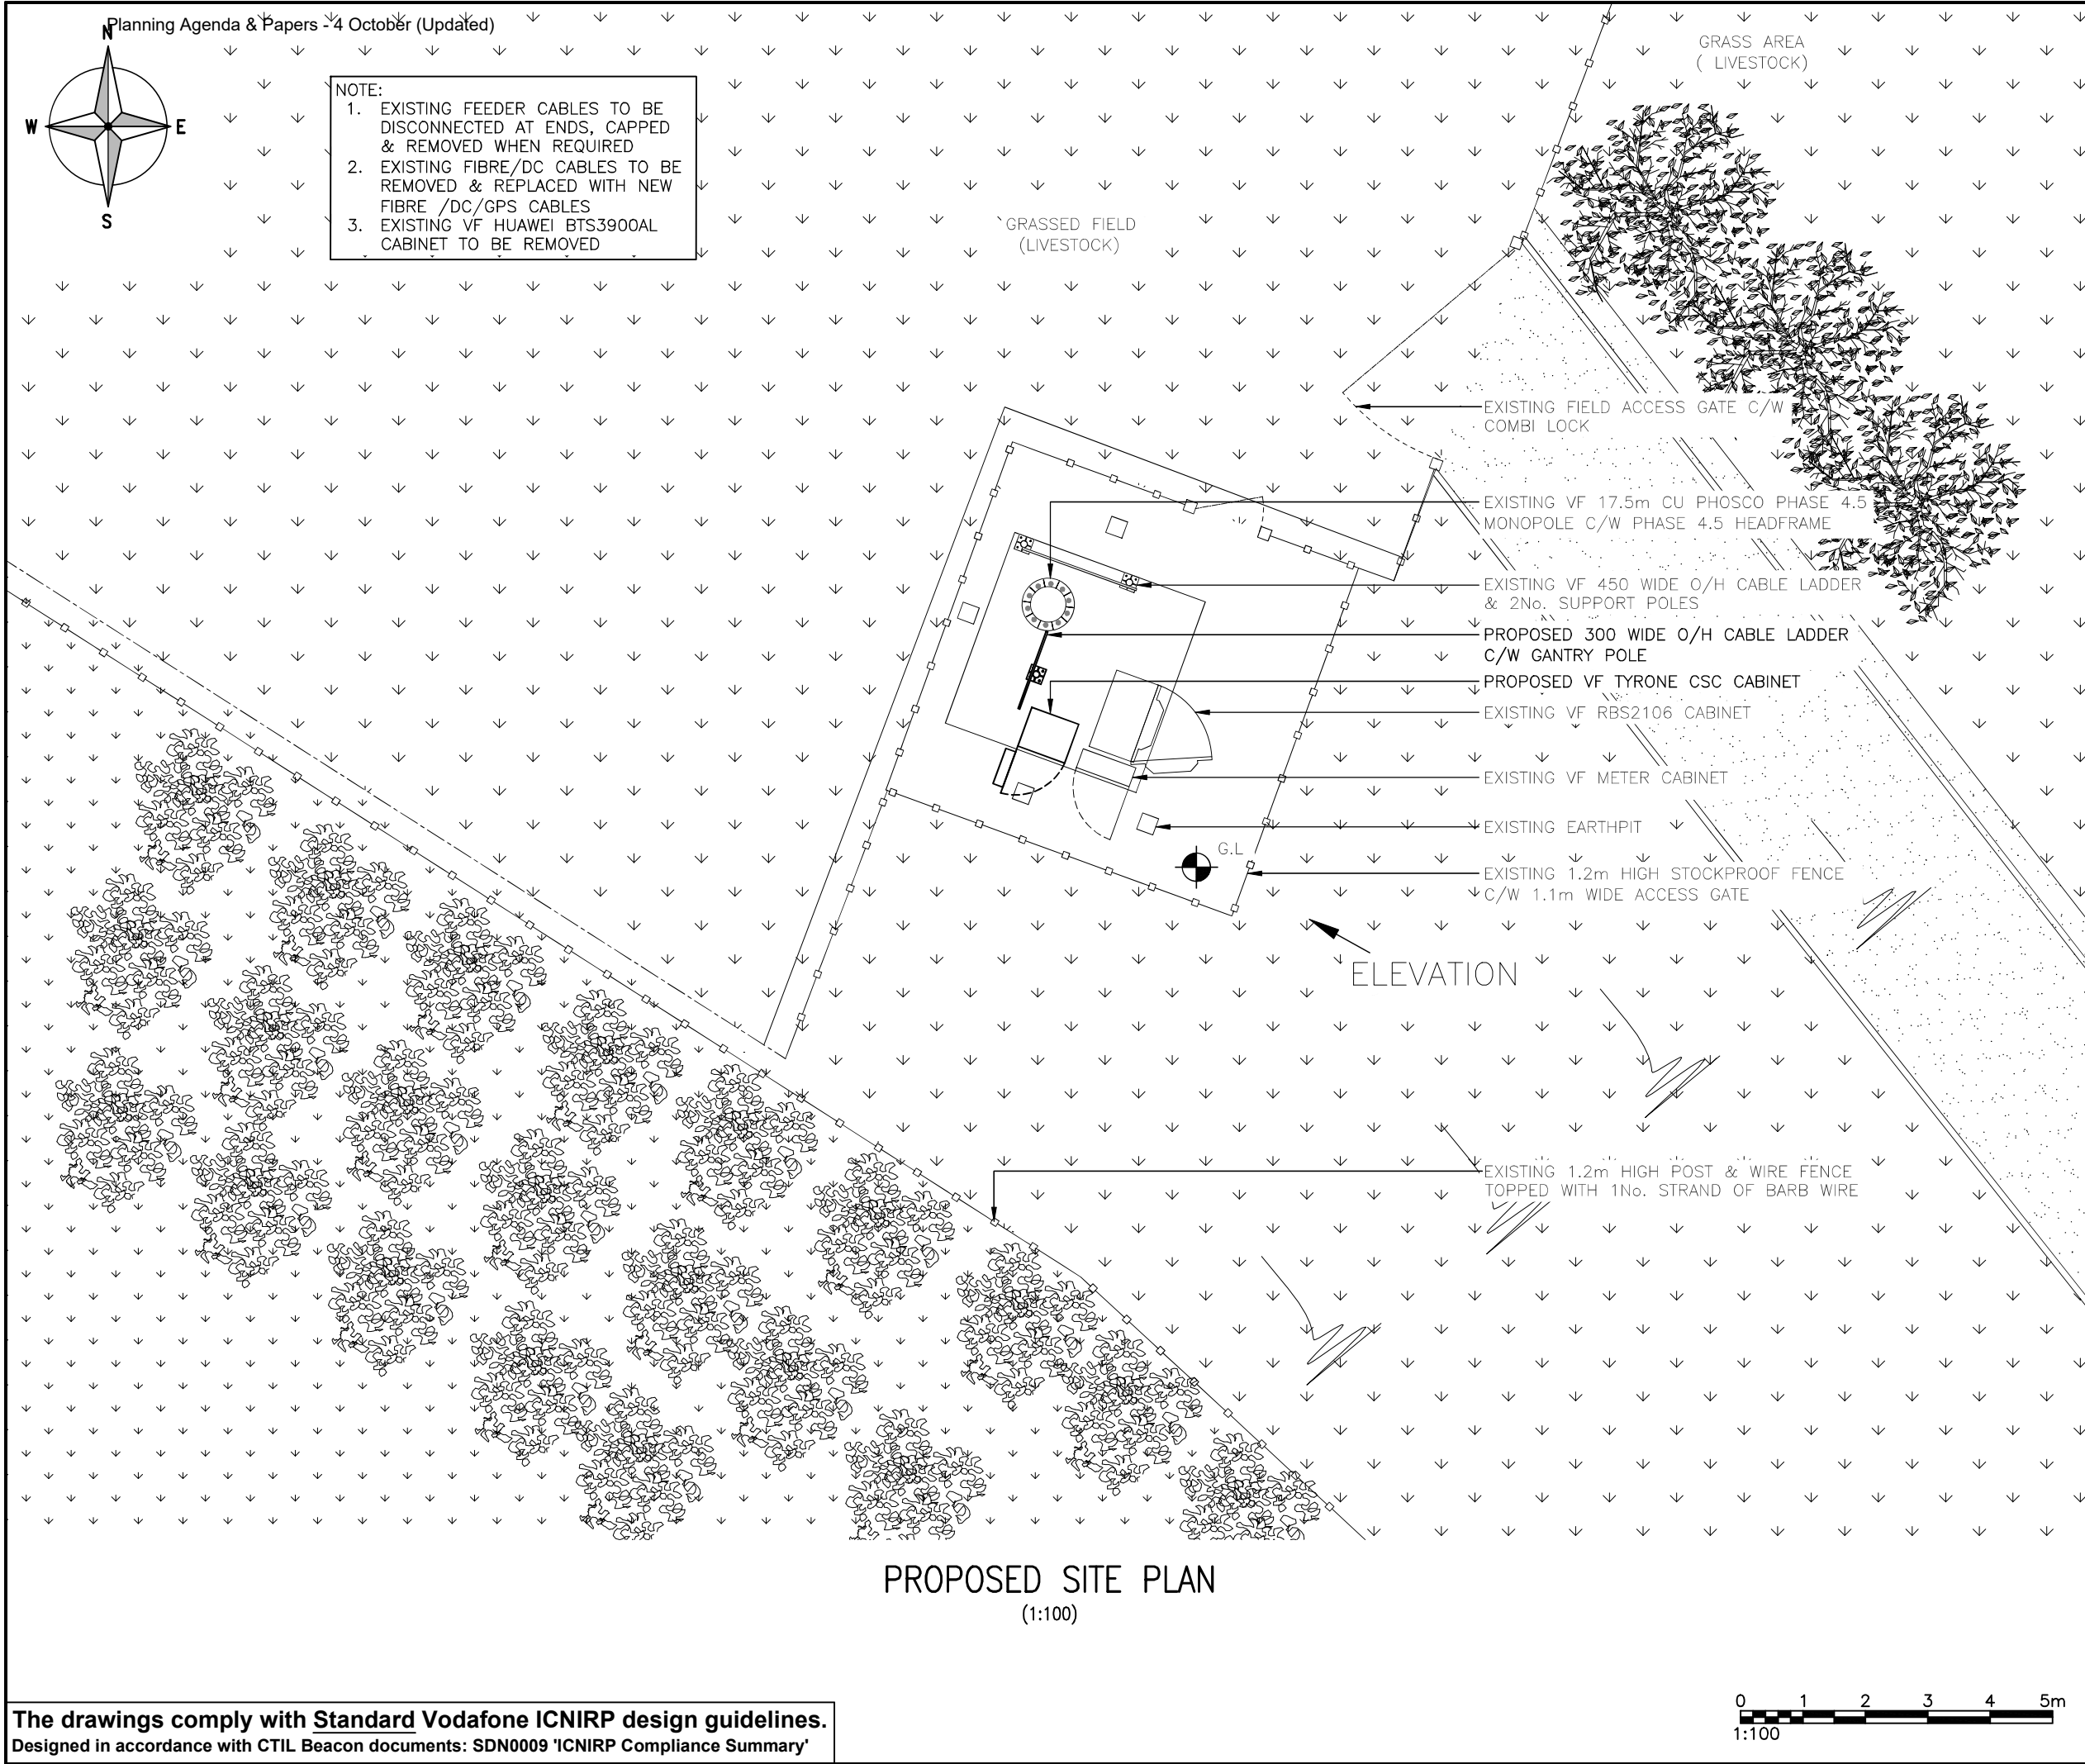 Planning Agenda & Papers - 4 October (Updated)
N
W
E
S
NOTE:
1. EXISTING FEEDER CABLES TO BE
DISCONNECTED AT ENDS, CAPPED
& REMOVED WHEN REQUIRED
2. EXISTING FIBRE/DC CABLES TO BE
REMOVED & REPLACED WITH NEW
FIBRE /DC/GPS CABLES
3. EXISTING VF HUAWEI BTS3900AL
CABINET TO BE REMOVED
GRASS AREA
( LIVESTOCK)
GRASSED FIELD
(LIVESTOCK)
EXISTING FIELD ACCESS GATE C/W
COMBI LOCK
EXISTING VF 17.5m CU PHOSCO PHASE 4.5
MONOPOLE C/W PHASE 4.5 HEADFRAME
EXISTING VF 450 WIDE O/H CABLE LADDER
& 2No. SUPPORT POLES
PROPOSED 300 WIDE O/H CABLE LADDER
C/W GANTRY POLE
PROPOSED VF TYRONE CSC CABINET
EXISTING VF RBS2106 CABINET
EXISTING VF METER CABINET
EXISTING EARTHPIT
G.L
EXISTING 1.2m HIGH STOCKPROOF FENCE
C/W 1.1m WIDE ACCESS GATE
ELEVATION
EXISTING 1.2m HIGH POST & WIRE FENCE
TOPPED WITH 1No. STRAND OF BARB WIRE
PROPOSED SITE PLAN
(1:100)
The drawings comply with Standard Vodafone ICNIRP design guidelines.
Designed in accordance with CTIL Beacon documents: SDN0009 'ICNIRP Compliance Summary'
0 1 2 3 4 5m
1:100